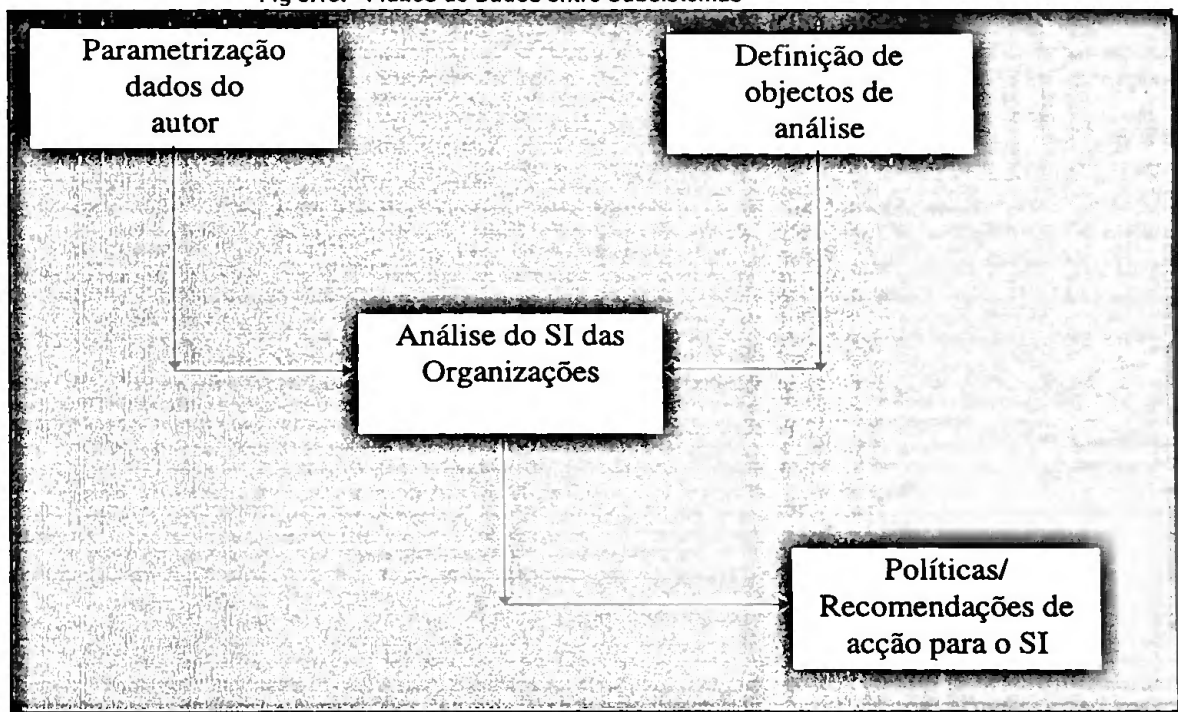 Parametrização
dados do
autor
Definição de
objectos de
análise
Análise do SI das
Organizações
Políticas/
Recomendações de
acção para o SI